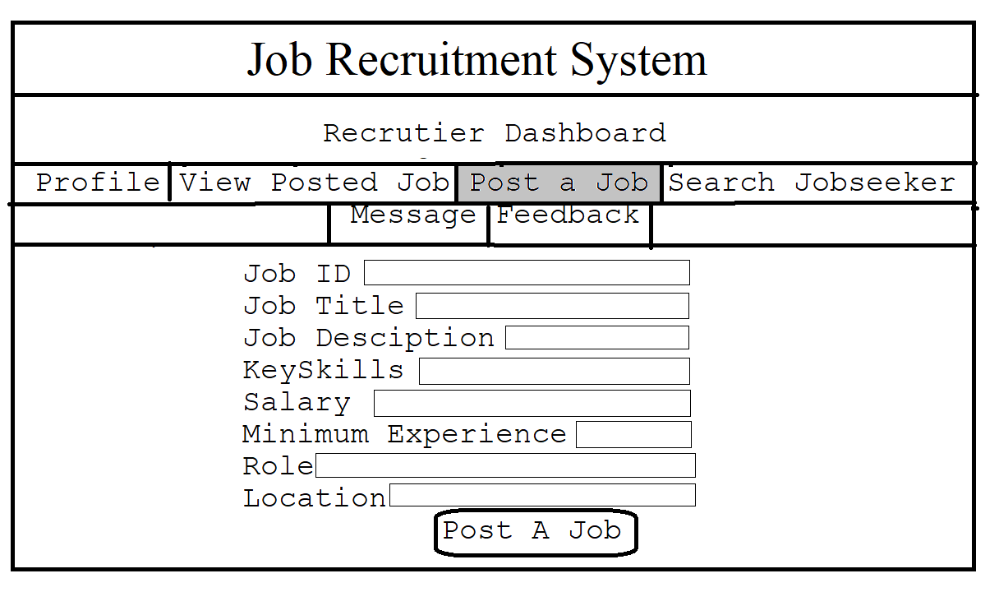 Job Recruitment System
Recrutier Dashboard
Profile View Posted Job Post a Job Search Jobseeker
Message Feedback
Job ID
Job Title
Job Desciption
KeySkills
Salary
Minimum Experience
Role
Location
Post A Job